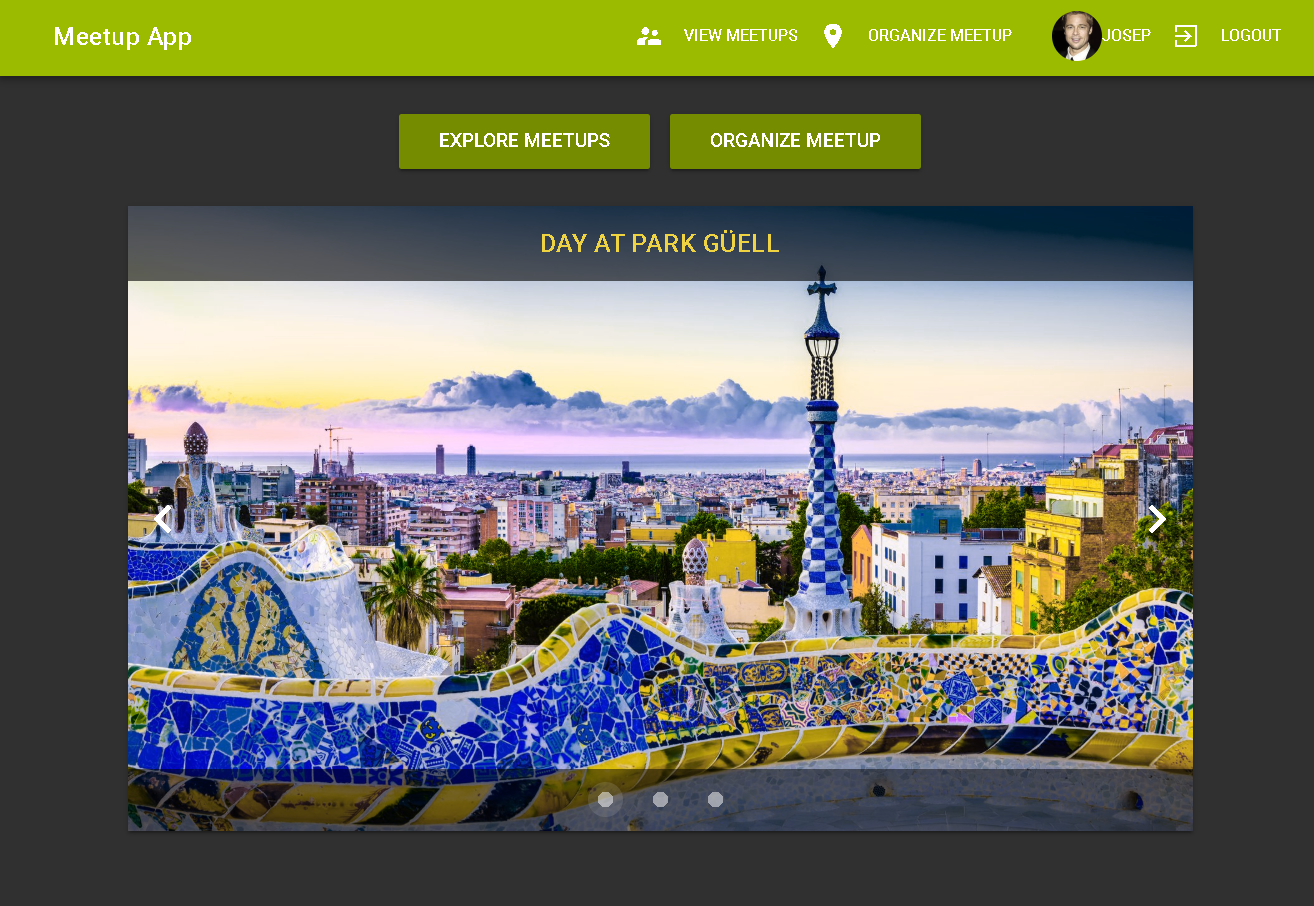 Meetup App
VIEW MEETUPS
ORGANIZE MEETUP
JOSEP
LOGOUT
EXPLORE MEETUPS
ORGANIZE MEETUP
DAY AT PARK GÜELL